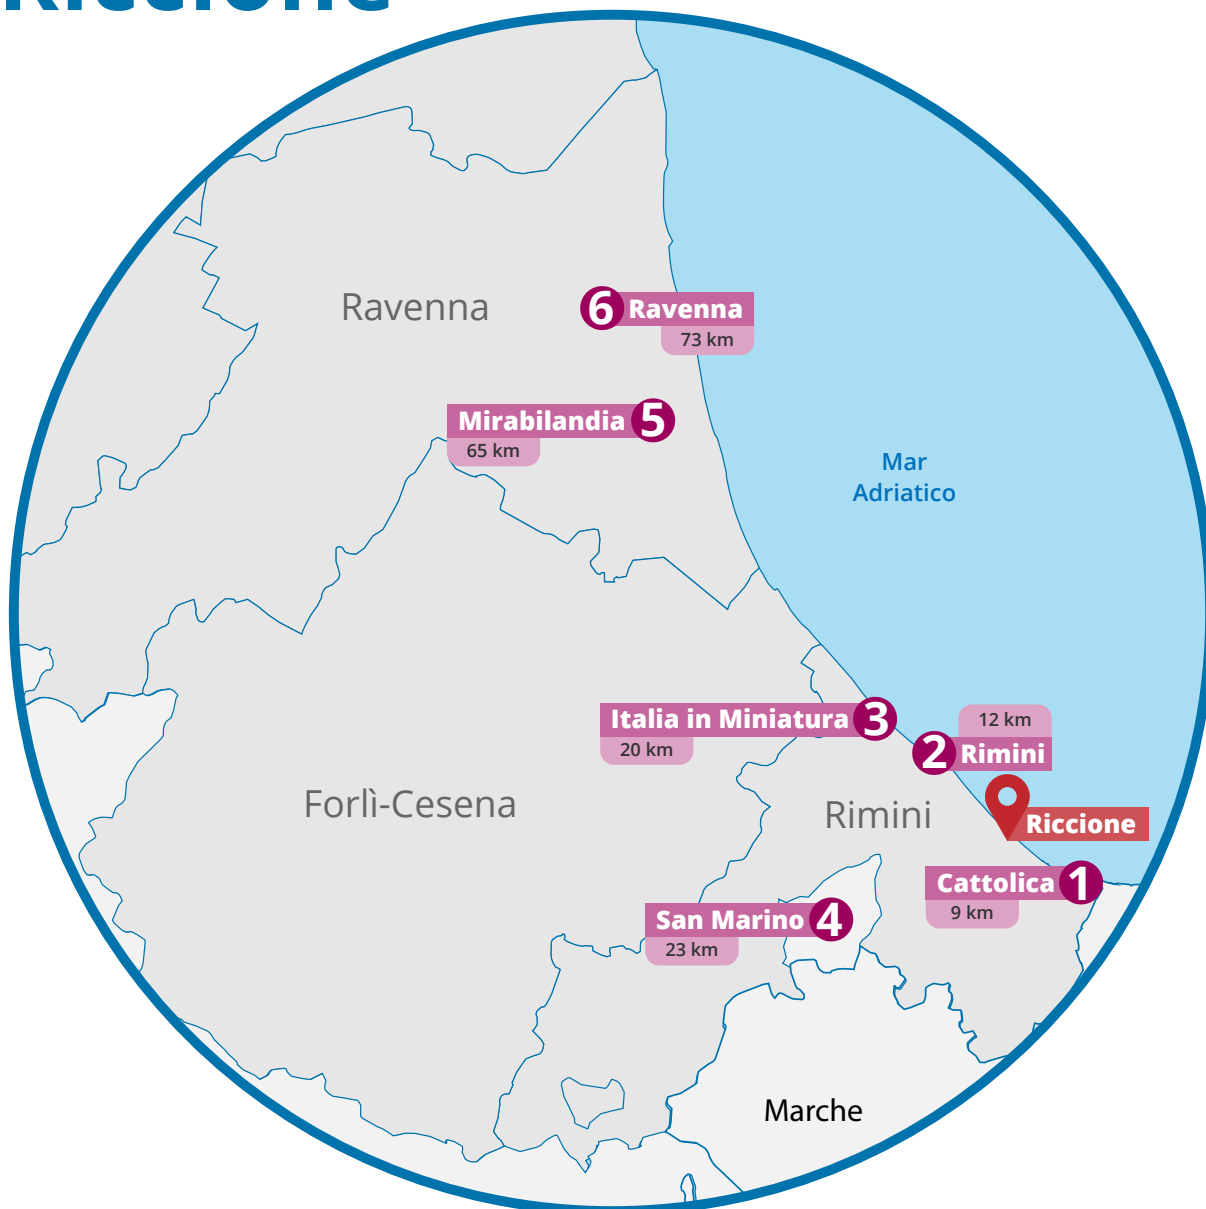 Riccione
Ravenna
6 Ravenna
73 km
Mirabilandia 5
65 km
Mar
Adriatico
Italia in Miniatura 3
20 km
12 km
2 Rimini
Forlì-Cesena
Rimini
Riccione
Cattolica 1
9 km
San Marino 4
23 km
Marche